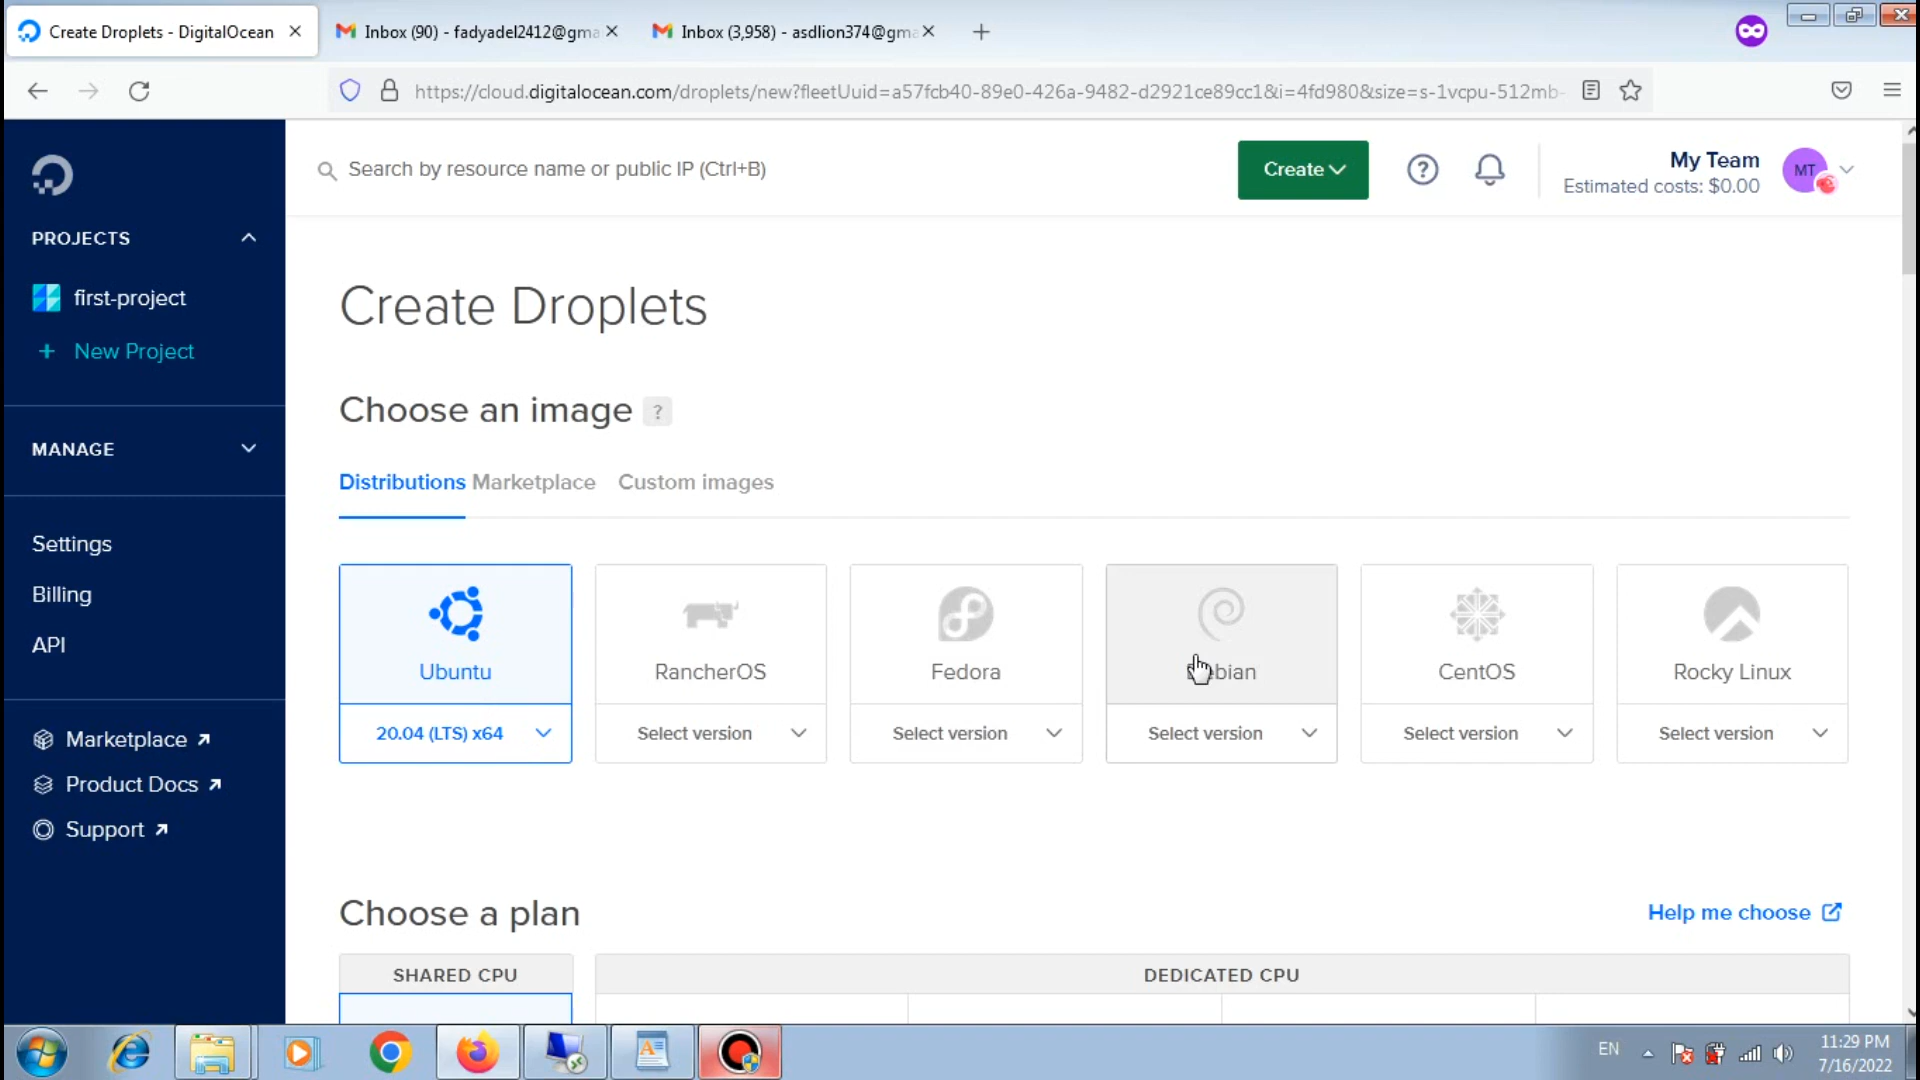 Create Droplets - DigitalOcean
Inbox (90) - fadyadel2412@gma
Inbox (3,958) - asdlion374@gma
https://cloud.digitalocean.com/droplets/new?fleetUuid=a57fcb40-89e0-426a-9482-d2921ce89cc1&i=4fd980&size=s-1vcpu-512mb-
Search by resource name or public IP (Ctrl+B)
Create
?
My Team
Estimated costs: $0.00
MT
PROJECTS
first-project
+ New Project
MANAGE
Settings
Billing
API
Marketplace
Product Docs
Support
Create Droplets
Choose an image ?
Distributions Marketplace Custom images
Ubuntu RancherOS Fedora CentOS Rocky Linux
20.04 (LTS) x64 Select version Select version Select version Select version Select version
Choose a plan
Help me choose
SHARED CPU DEDICATED CPU
EN
11:29 PM
7/16/2022